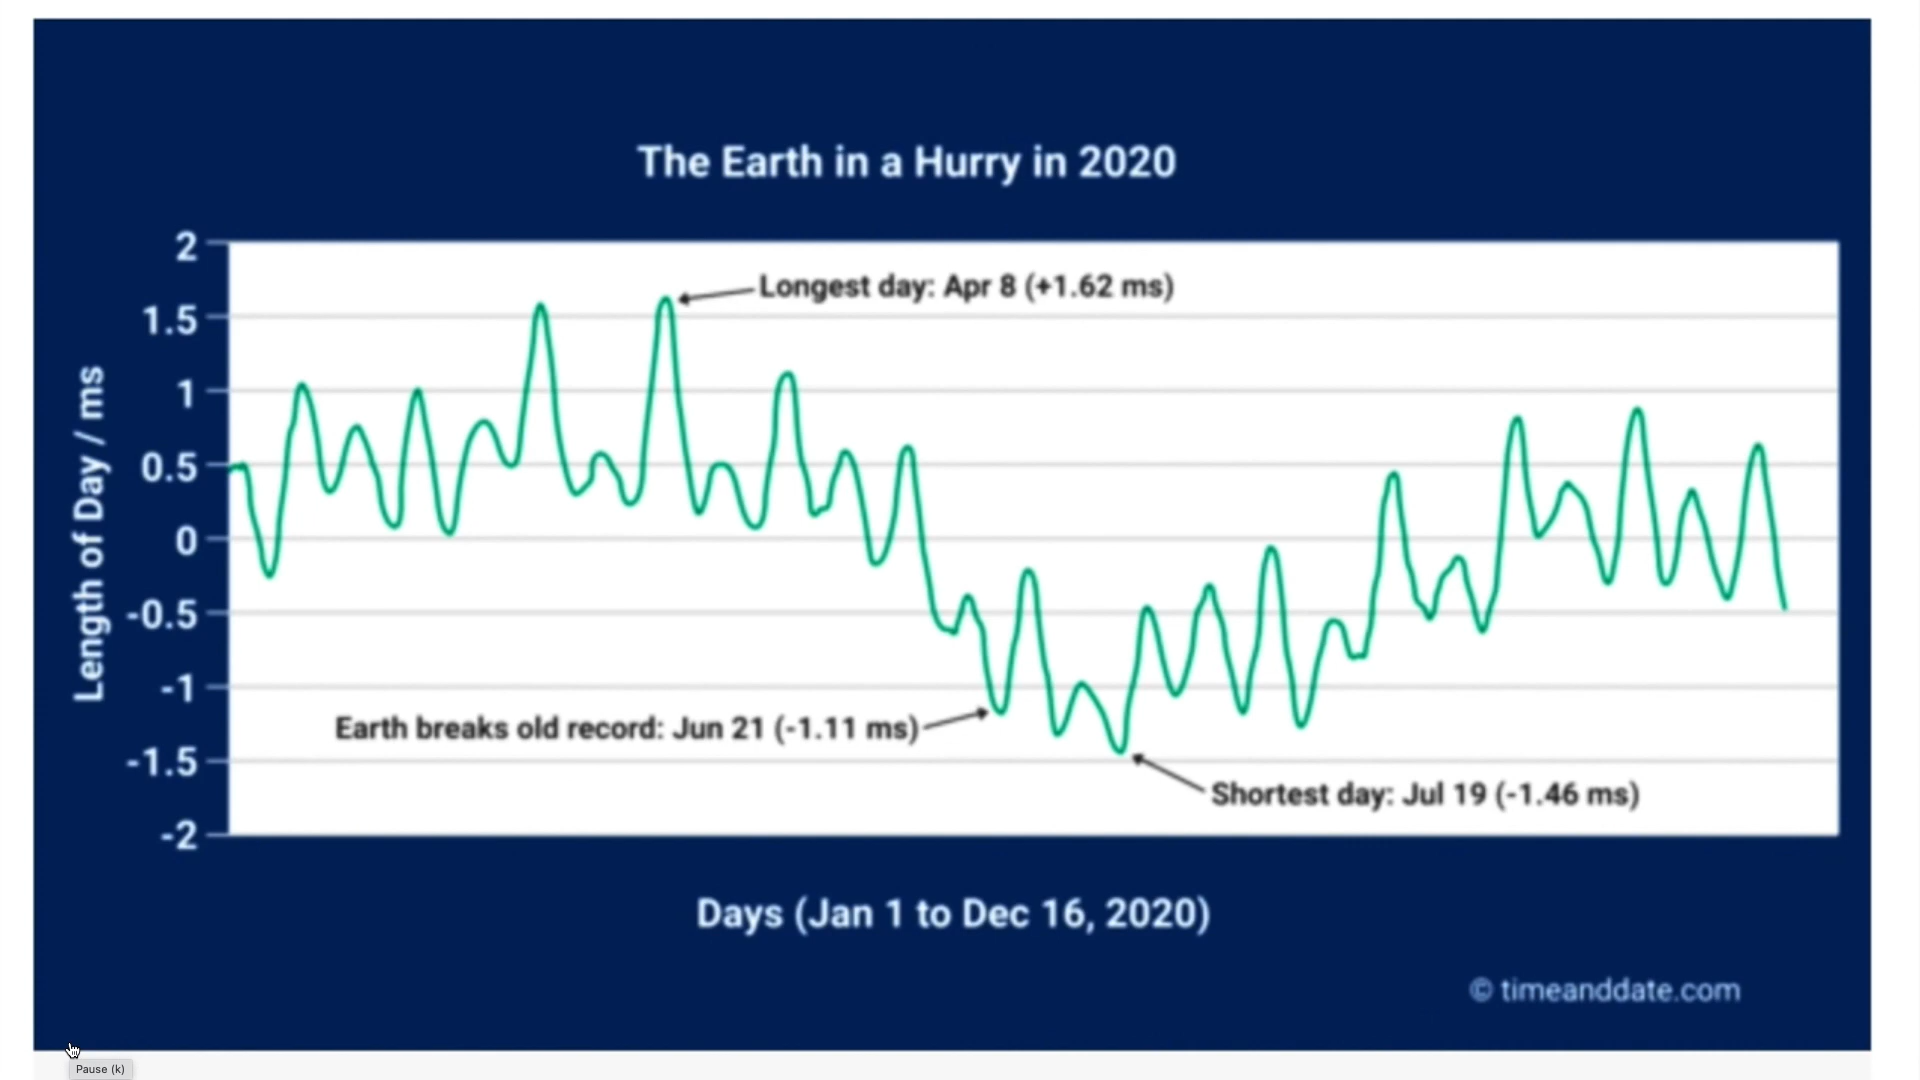 The Earth in a Hurry in 2020
2
1.5
1
0.5
0
-0.5
-1
-1.5
-2
Length of Day / ms
Longest day: Apr 8 (+1.62 ms)
Earth breaks old record: Jun 21 (-1.11 ms)
Shortest day: Jul 19 (-1.46 ms)
Days (Jan 1 to Dec 16, 2020)
© timeanddate.com
Pause (k)